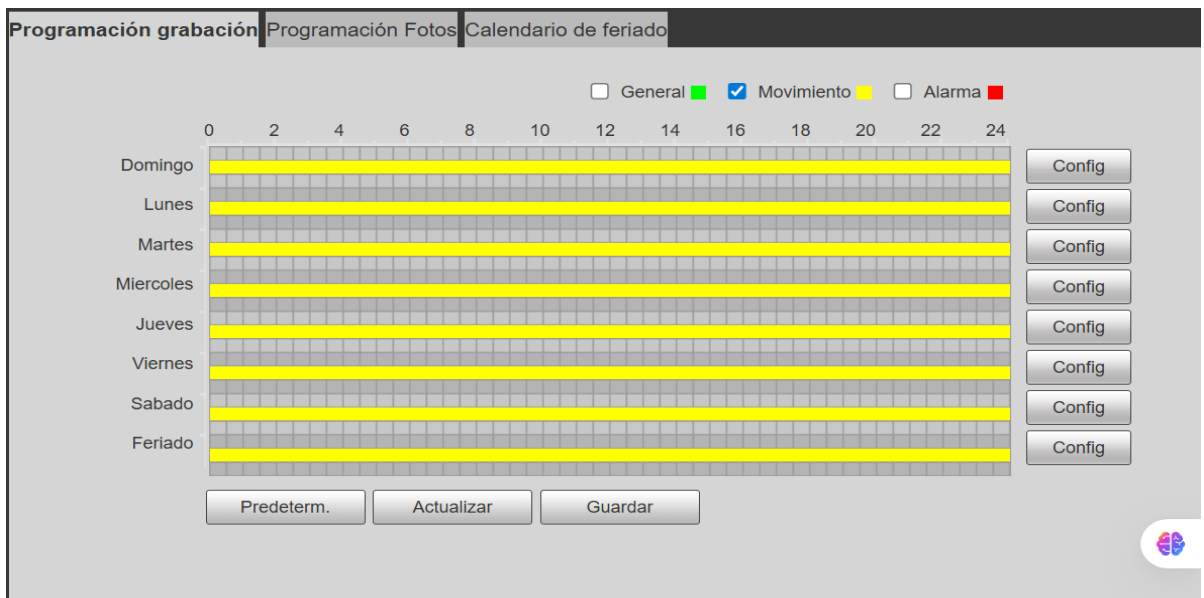 Programación grabación Programación Fotos Calendario de feriado
General Movimiento Alarma
0 2 4 6 8 10 12 14 16 18 20 22 24
Domingo Config
Lunes Config
Martes Config
Miercoles Config
Jueves Config
Viernes Config
Sabado Config
Feriado Config
Predeterm. Actualizar Guardar